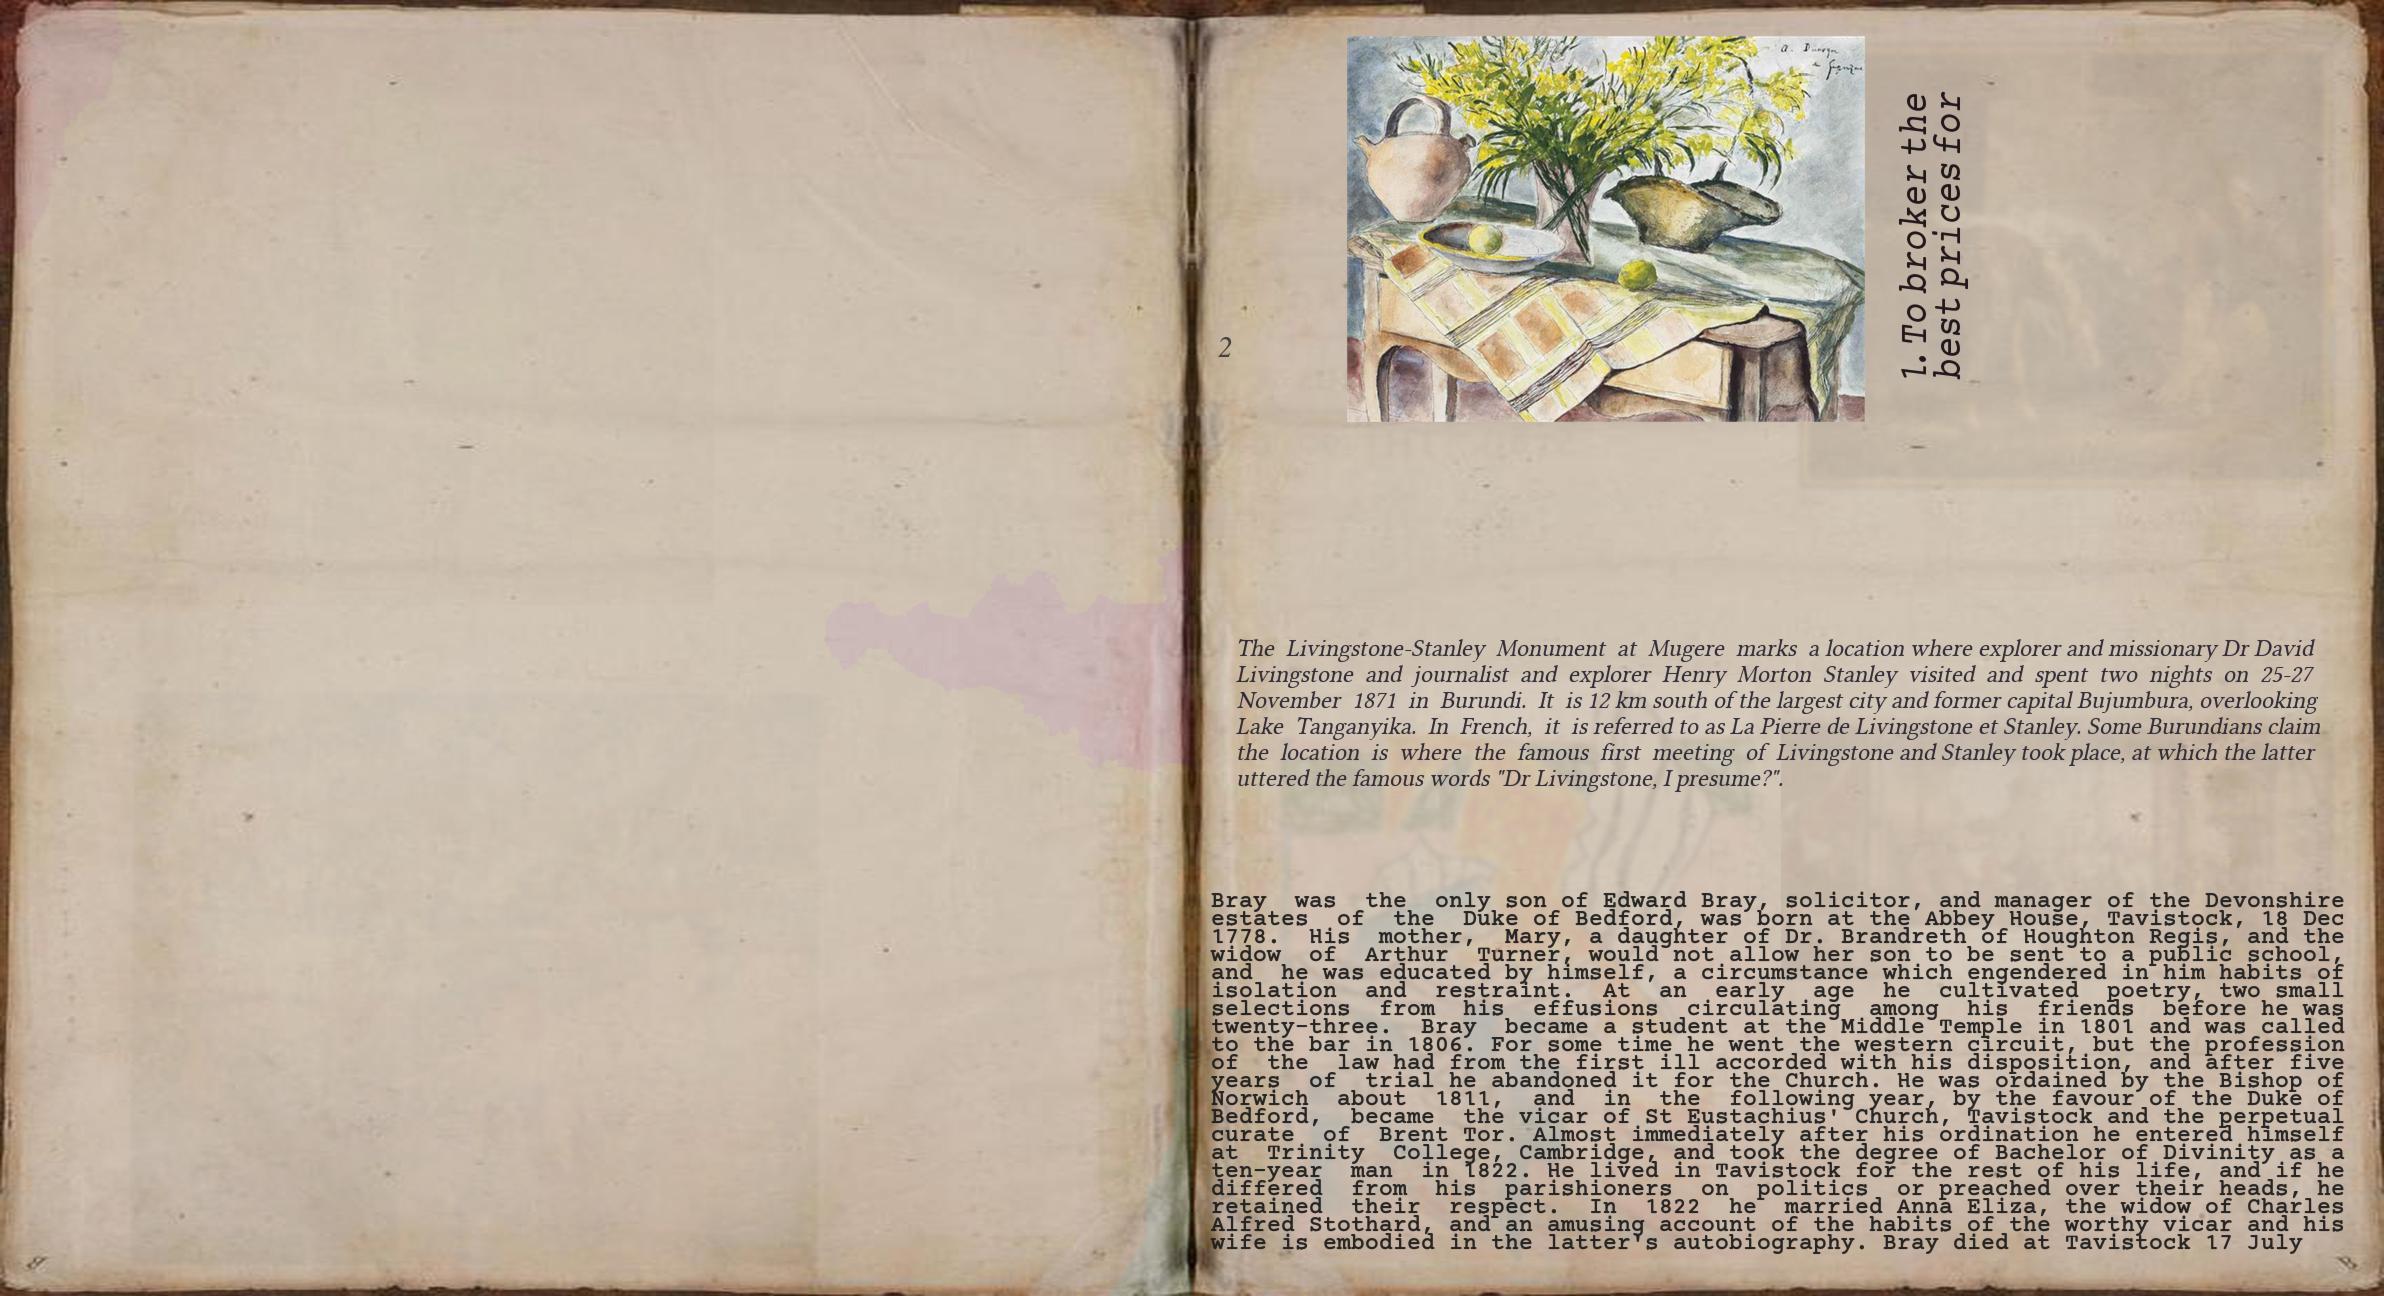 2
1. To broker the
best prices for
The Livingstone-Stanley Monument at Mugere marks a location where explorer and missionary Dr David
Livingstone and journalist and explorer Henry Morton Stanley visited and spent two nights on 25-27
November 1871 in Burundi. It is 12 km south of the largest city and former capital Bujumbura, overlooking
Lake Tanganyika. In French, it is referred to as La Pierre de Livingstone et Stanley. Some Burundians claim
the location is where the famous first meeting of Livingstone and Stanley took place, at which the latter
uttered the famous words "Dr Livingstone, I presume?".
Bray was the only son of Edward Bray, solicitor, and manager of the Devonshire
estates of the Duke of Bedford, was born at the Abbey House, Tavistock, 18 Dec
1778. His mother, Mary, a daughter of Dr. Brandreth of Houghton Regis, and the
widow of Arthur Turner, would not allow her son to be sent to a public school,
and he was educated by himself, a circumstance which engendered in him habits of
isolation and restraint. At an early age he cultivated poetry, two small
selections from his effusions circulating among his friends before he was
twenty-three. Bray became a student at the Middle Temple in 1801 and was called
to the bar in 1806. For some time he went the western circuit, but the profession
of the law had from the first ill accorded with his disposition, and after five
years of trial he abandoned it for the Church. He was ordained by the Bishop of
Norwich about 1811, and in the following year, by the favour of the Duke of
Bedford, became the vicar of St Eustachius' Church, Tavistock and the perpetual
curate of Brent Tor. Almost immediately after his ordination he entered himself
at Trinity College, Cambridge, and took the degree of Bachelor of Divinity as a
ten-year man in 1822. He lived in Tavistock for the rest of his life, and if he
differed from his parishioners on politics or preached over their heads, he
retained their respect. In 1822 he married Anna Eliza, the widow of Charles
Alfred Stothard, and an amusing account of the habits of the worthy vicar and his
wife is embodied in the latter's autobiography. Bray died at Tavistock 17 July